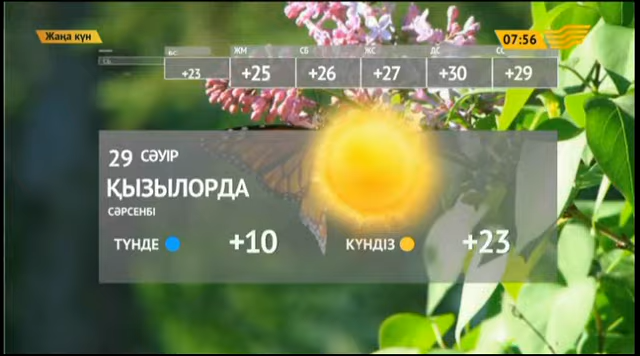 Жаңа күн
07:56
БС ЖМ СБ ЖС ДС СС
+23 +25 +26 +27 +30 +29
29 СӘУІР
ҚЫЗЫЛОРДА
СӘРСЕНБІ
ТҮНДЕ +10 КҮНДІЗ +23